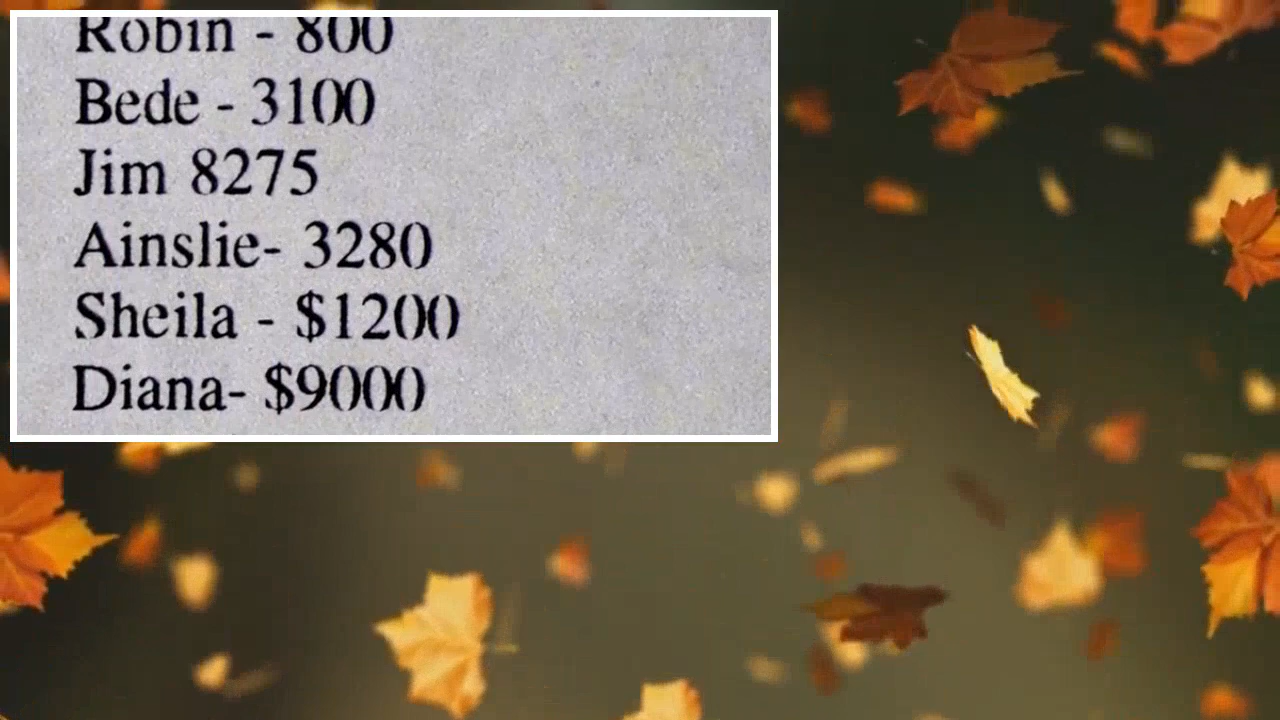 Robin - 800
Bede - 3100
Jim 8275
Ainslie- 3280
Sheila - $1200
Diana- $9000